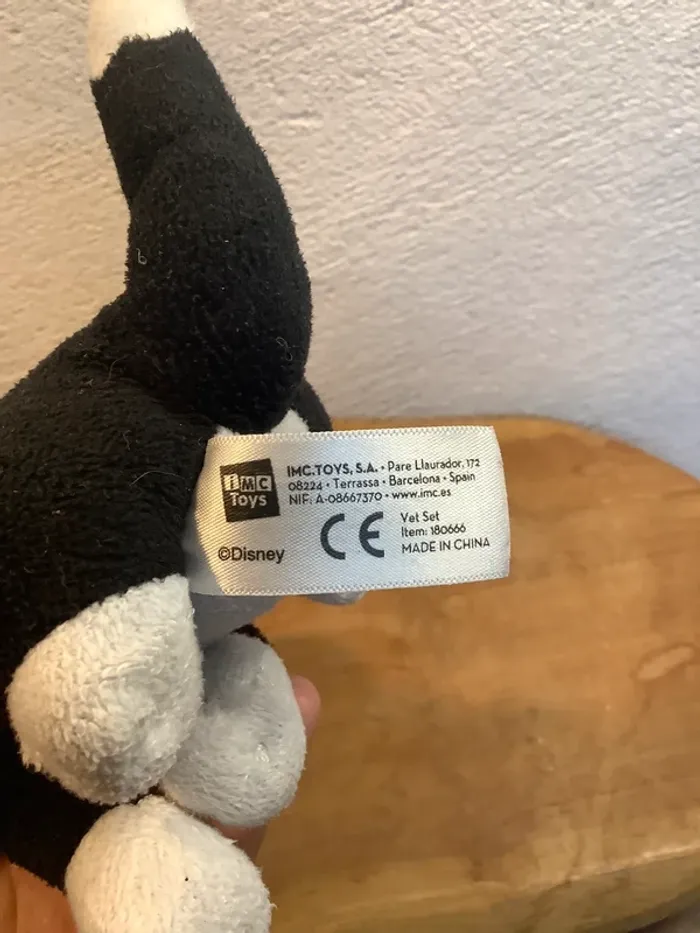 IMC Toys
IMC.TOYS, S.A. • Pare Llaurador, 172
08224 • Terrassa • Barcelona • Spain
NIF: A-08667370 • www.imc.es
CE
Vet Set
Item: 180666
MADE IN CHINA
©Disney